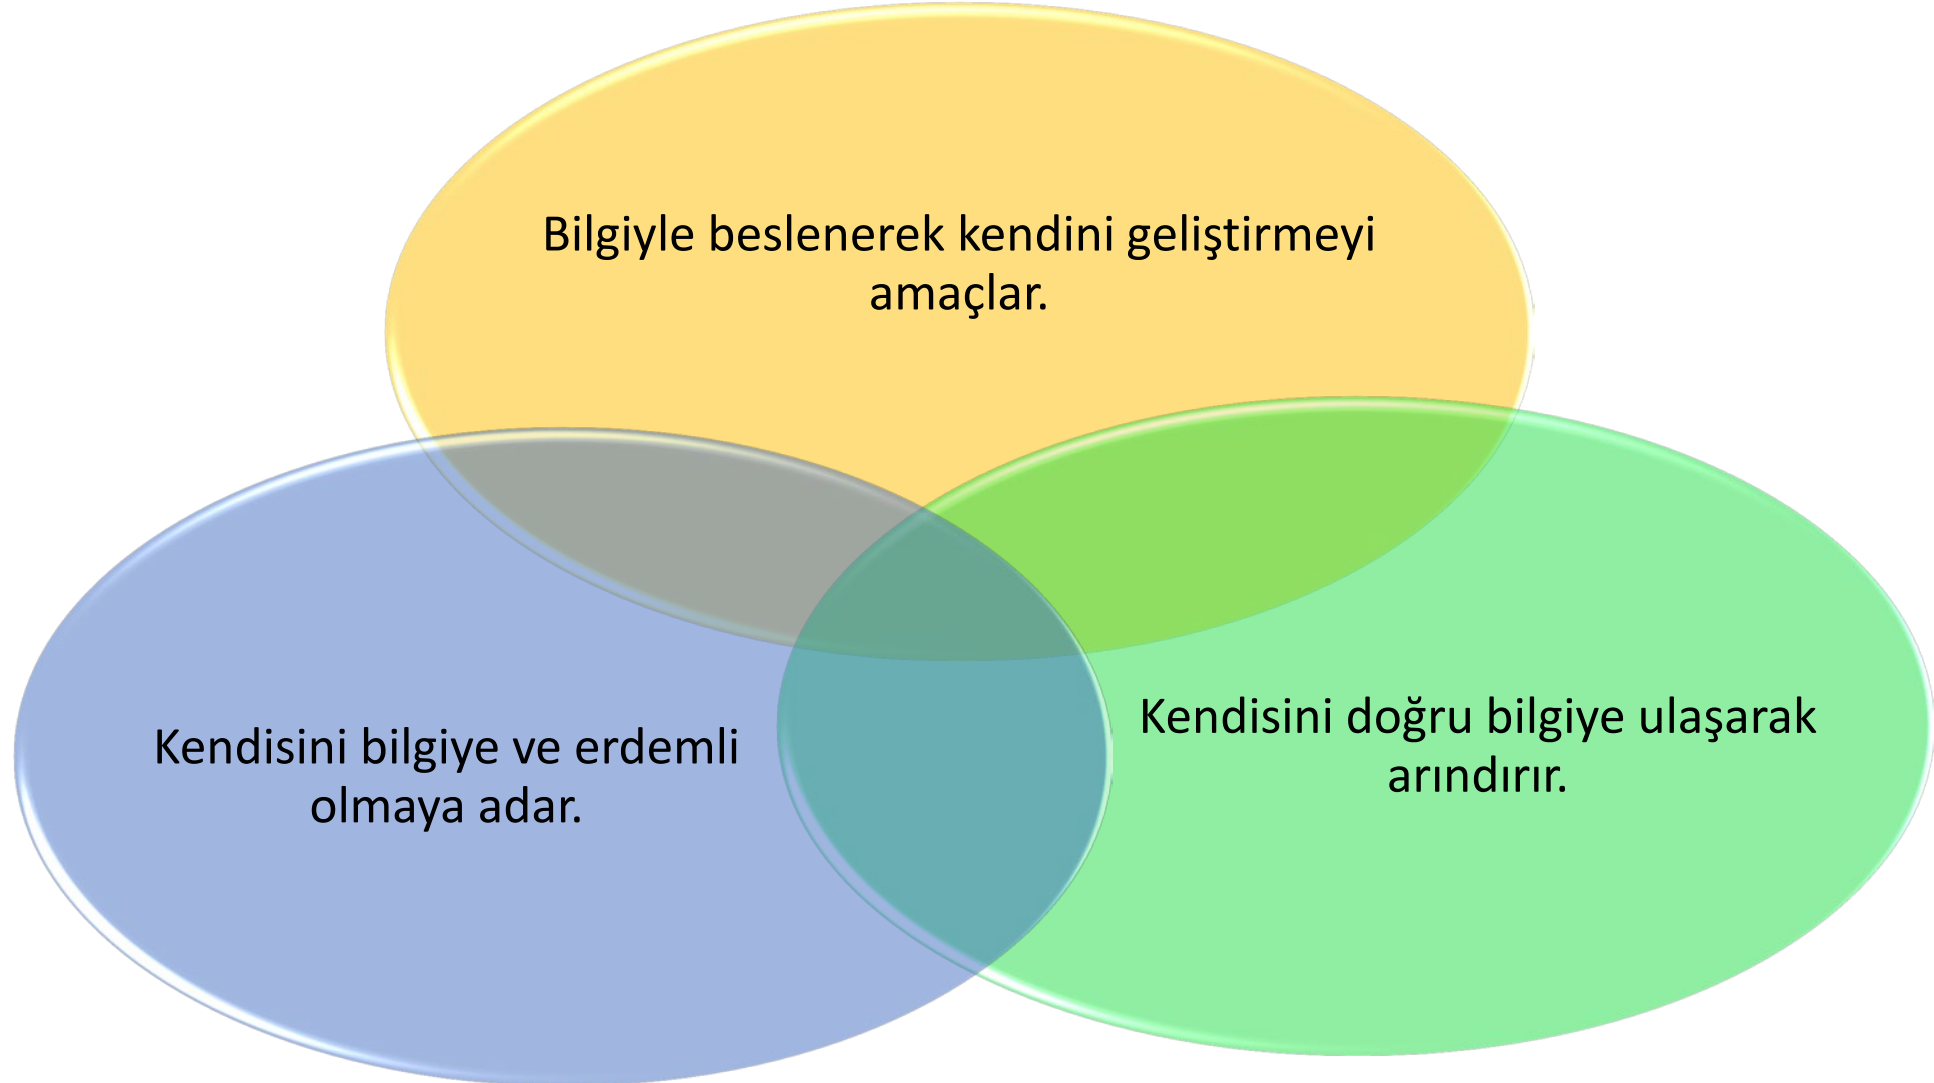 Bilgiyle beslenerek kendini geliştirmeyi
amaçlar.
Kendisini bilgiye ve erdemli
olmaya adar.
Kendisini doğru bilgiye ulaşarak
arındırır.